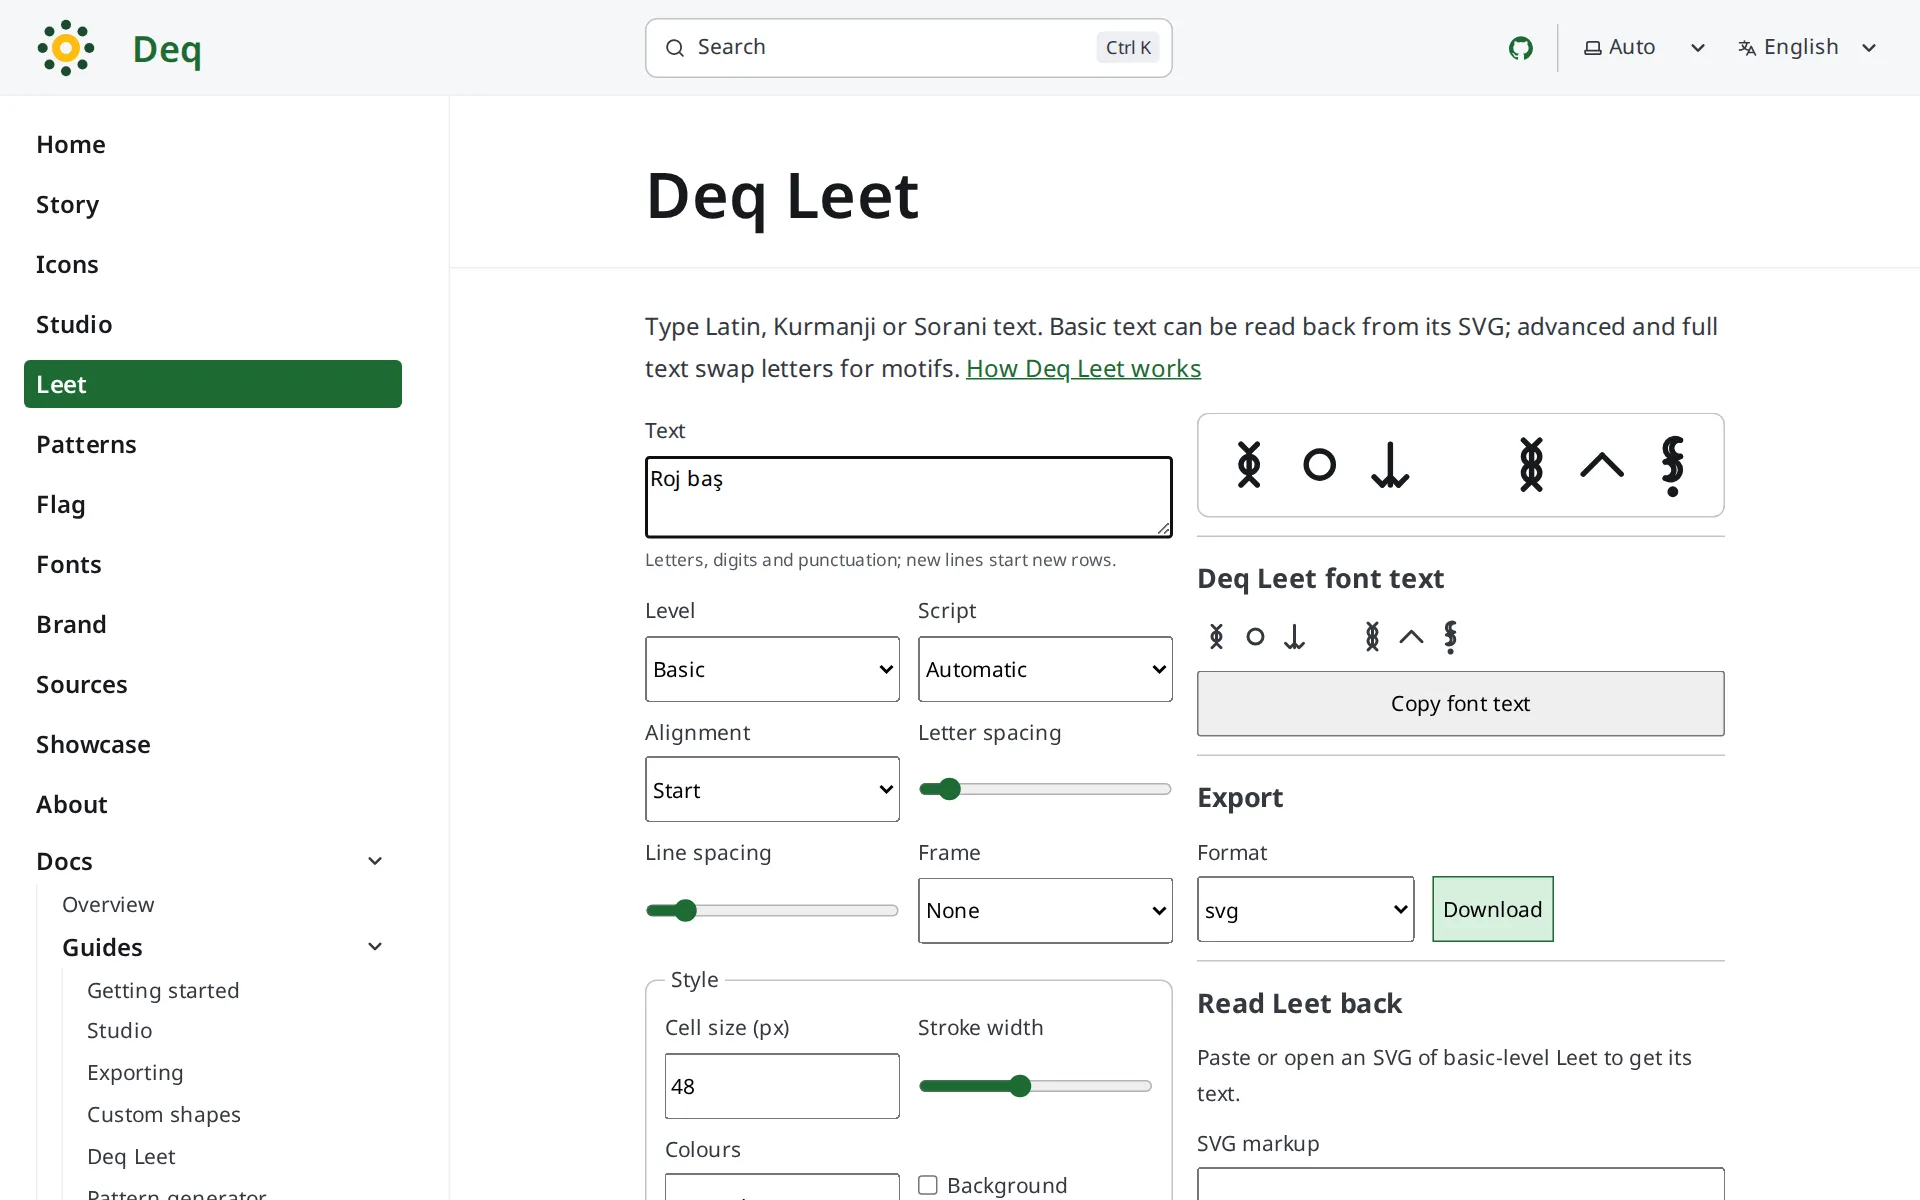 Deq
Search
Ctrl K
Auto
English
Home
Story
Icons
Studio
Leet
Patterns
Flag
Fonts
Brand
Sources
Showcase
About
Docs
Overview
Guides
Getting started
Studio
Exporting
Custom shapes
Deq Leet
Pattern generator
Deq Leet
Type Latin, Kurmanji or Sorani text. Basic text can be read back from its SVG; advanced and full
text swap letters for motifs. How Deq Leet works
Text
Roj baş
Letters, digits and punctuation; new lines start new rows.
Level
Script
Basic
Automatic
Alignment
Letter spacing
Start
Line spacing
Frame
None
Style
Cell size (px)
Stroke width
48
Colours
Background
Deq Leet font text
Copy font text
Export
Format
svg
Download
Read Leet back
Paste or open an SVG of basic-level Leet to get its
text.
SVG markup